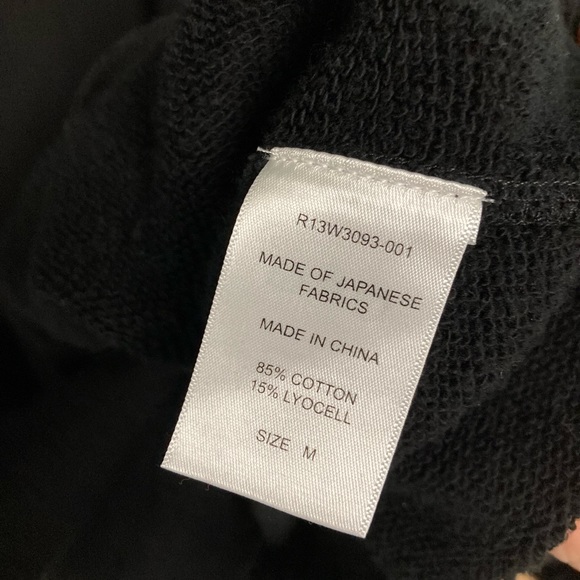 R13W3093-001
MADE OF JAPANESE
FABRICS
MADE IN CHINA
85% COTTON
15% LYOCELL
SIZE M